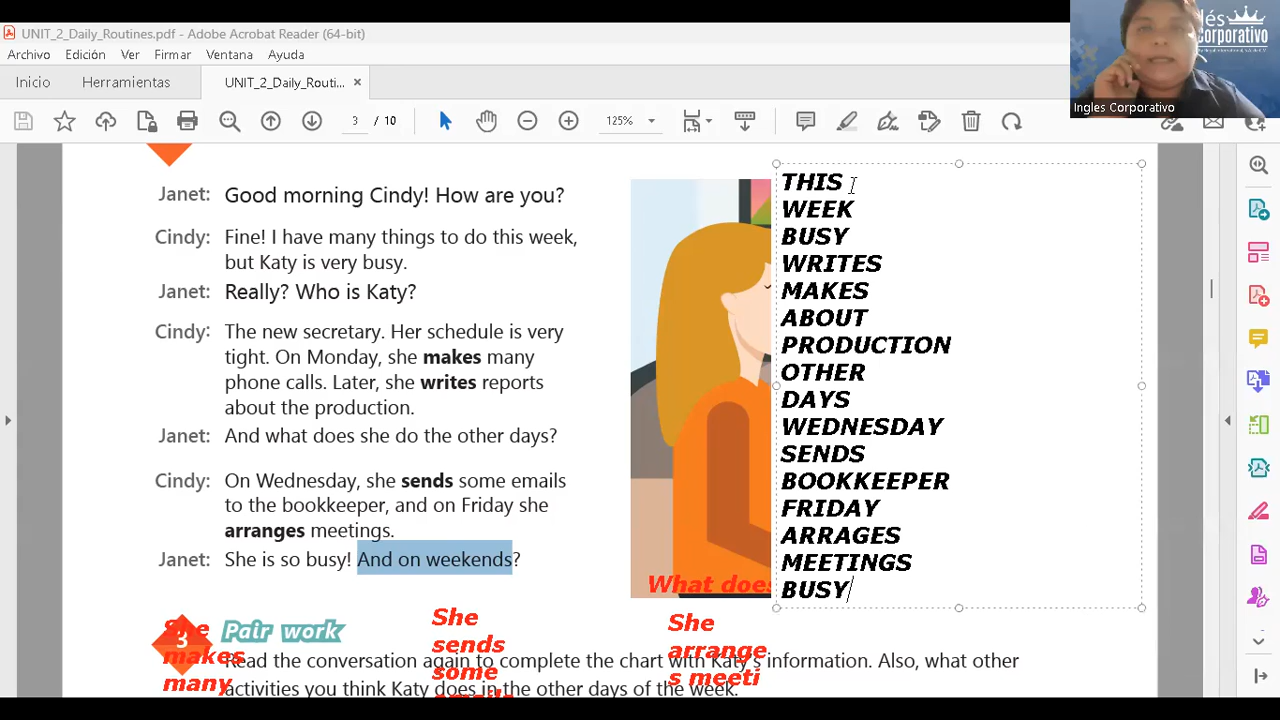 UNIT_2_Daily_Routines.pdf - Adobe Acrobat Reader (64-bit)
Archivo Edición Ver Firmar Ventana Ayuda
Inicio Herramientas UNIT_2_Daily_Routi... ×
3 / 10 125%
Corporativo
Ingles Corporativo
Janet: Good morning Cindy! How are you?
Cindy: Fine! I have many things to do this week,
but Katy is very busy.
Janet: Really? Who is Katy?
Cindy: The new secretary. Her schedule is very
tight. On Monday, she makes many
phone calls. Later, she writes reports
about the production.
Janet: And what does she do the other days?
Cindy: On Wednesday, she sends some emails
to the bookkeeper, and on Friday she
arranges meetings.
Janet: She is so busy! And on weekends?
THIS
WEEK
BUSY
WRITES
MAKES
ABOUT
PRODUCTION
OTHER
DAYS
WEDNESDAY
SENDS
BOOKKEEPER
FRIDAY
ARRAGES
MEETINGS
BUSY
What does
3 Pair work
Read the conversation again to complete the chart with Katy's information. Also, what other
activities you think Katy does in the other days of the week.
She
makes
many
She
sends
some
She
arrange
s meeti